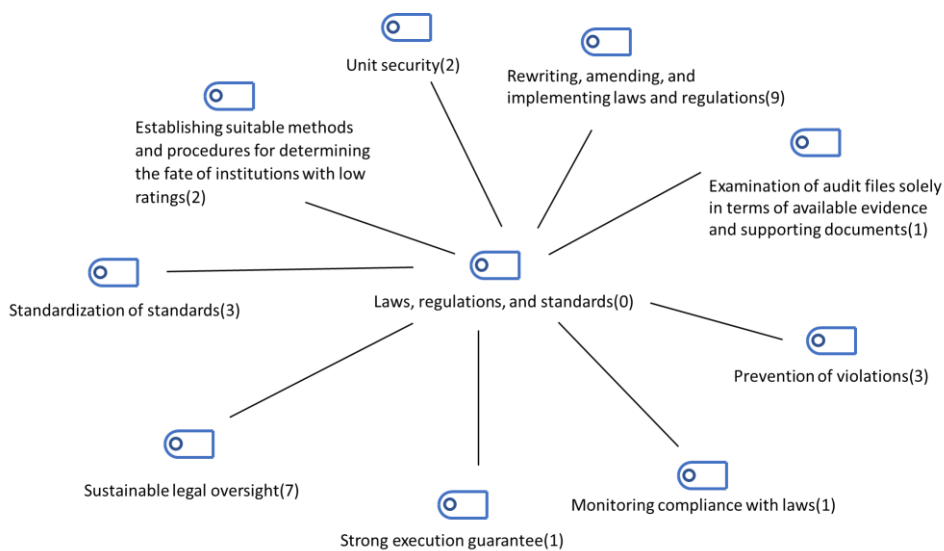 Unit security(2)
Rewriting, amending, and
implementing laws and regulations(9)
Establishing suitable methods
and procedures for determining
the fate of institutions with low
ratings(2)
Examination of audit files solely
in terms of available evidence
and supporting documents(1)
Standardization of standards(3)
Laws, regulations, and standards(0)
Prevention of violations(3)
Sustainable legal oversight(7)
Monitoring compliance with laws(1)
Strong execution guarantee(1)